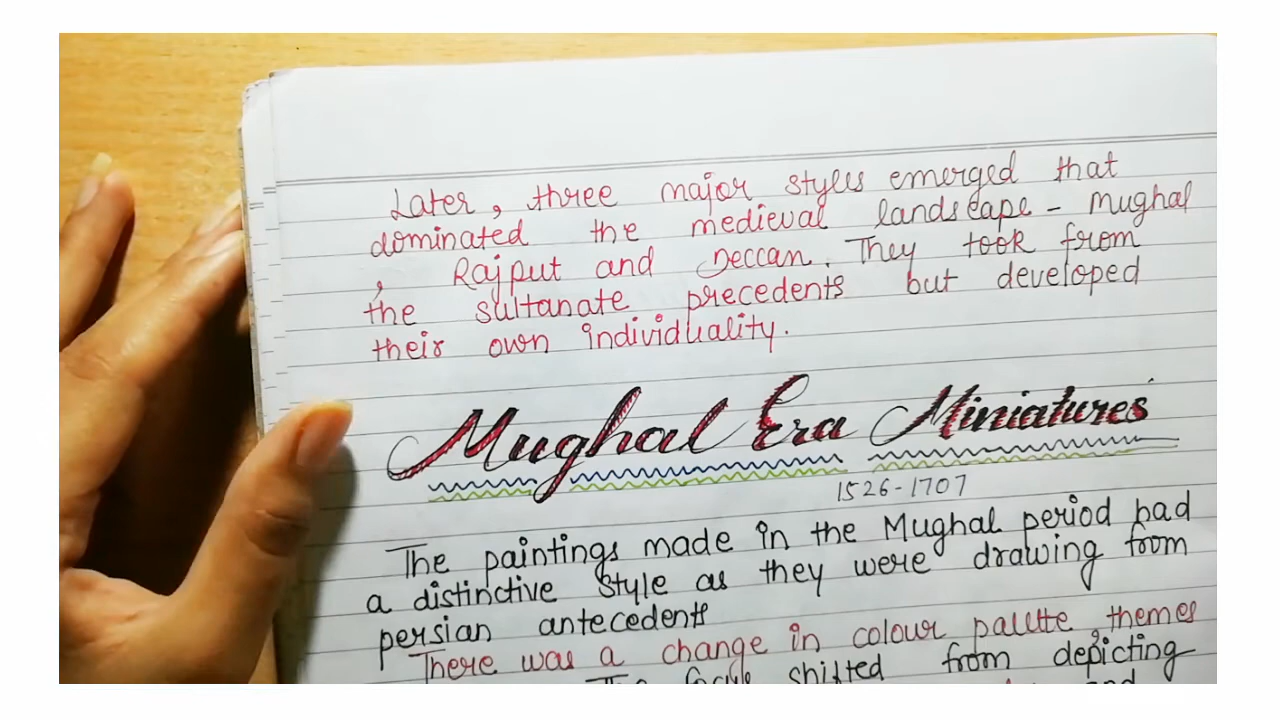 Later, three major styles emerged that
dominated the medieval landscape - Mughal
, Rajput and Deccan. They took from
the sultanate precedents but developed
their own individuality.
Mughal Era Miniatures
1526-1707
The paintings made in the Mughal period had
a distinctive style as they were drawing from
persian antecedents
There was a change in colour palette themes
shifted from depicting